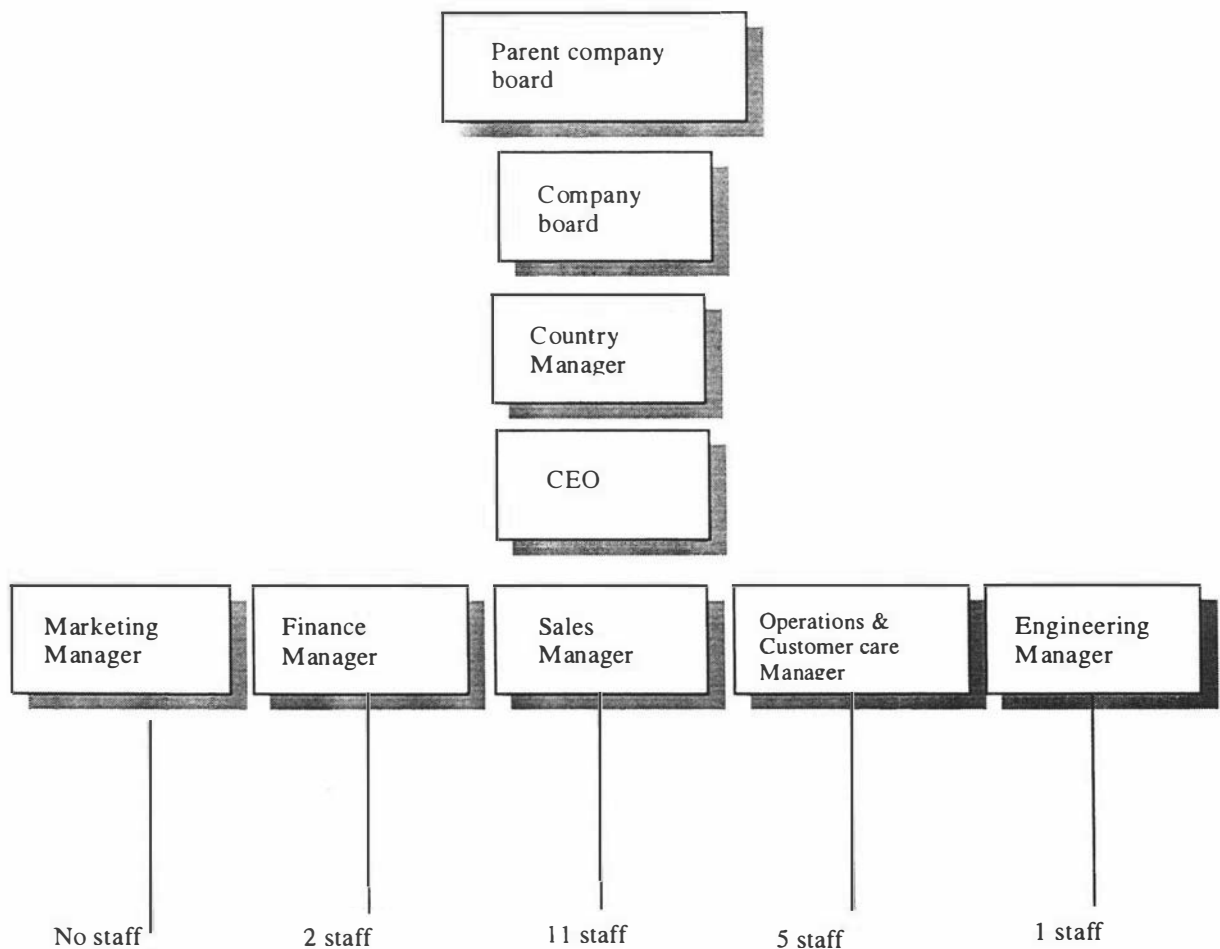 Parent company
board
Company
board
Country
Manager
CEO
Marketing
Manager
Finance
Manager
Sales
Manager
Operations &
Customer care
Manager
Engineering
Manager
No staff
2 staff
11 staff
5 staff
1 staff